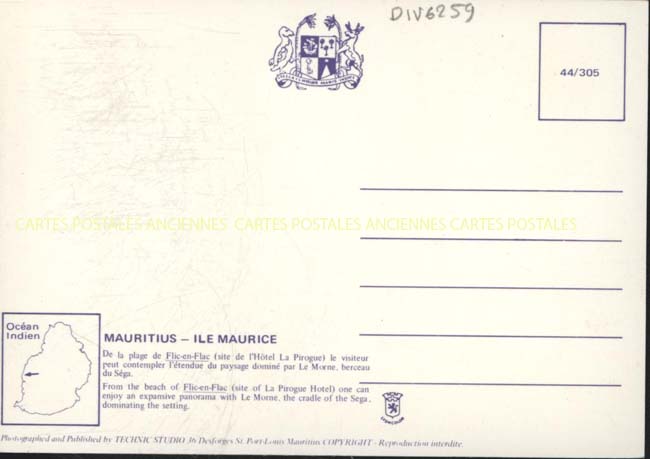 DIV6259
44/305
CARTES POSTALES ANCIENNES CARTES POSTALES ANCIENNES CARTES POSTALES
Océan
Indien
MAURITIUS – ILE MAURICE
De la plage de Flic-en-Flac (site de l'Hôtel La Pirogue) le visiteur
peut contempler l'étendue du paysage dominé par Le Morne, berceau
du Séga.
From the beach of Flic-en-Flac (site of La Pirogue Hotel) one can
enjoy an expansive panorama with Le Morne, the cradle of the Sega,
dominating the setting.
Photographed and Published by TECHNIC STUDIO 36 Desforges St. Port-Louis Mauritius COPYRIGHT - Reproduction interdite.